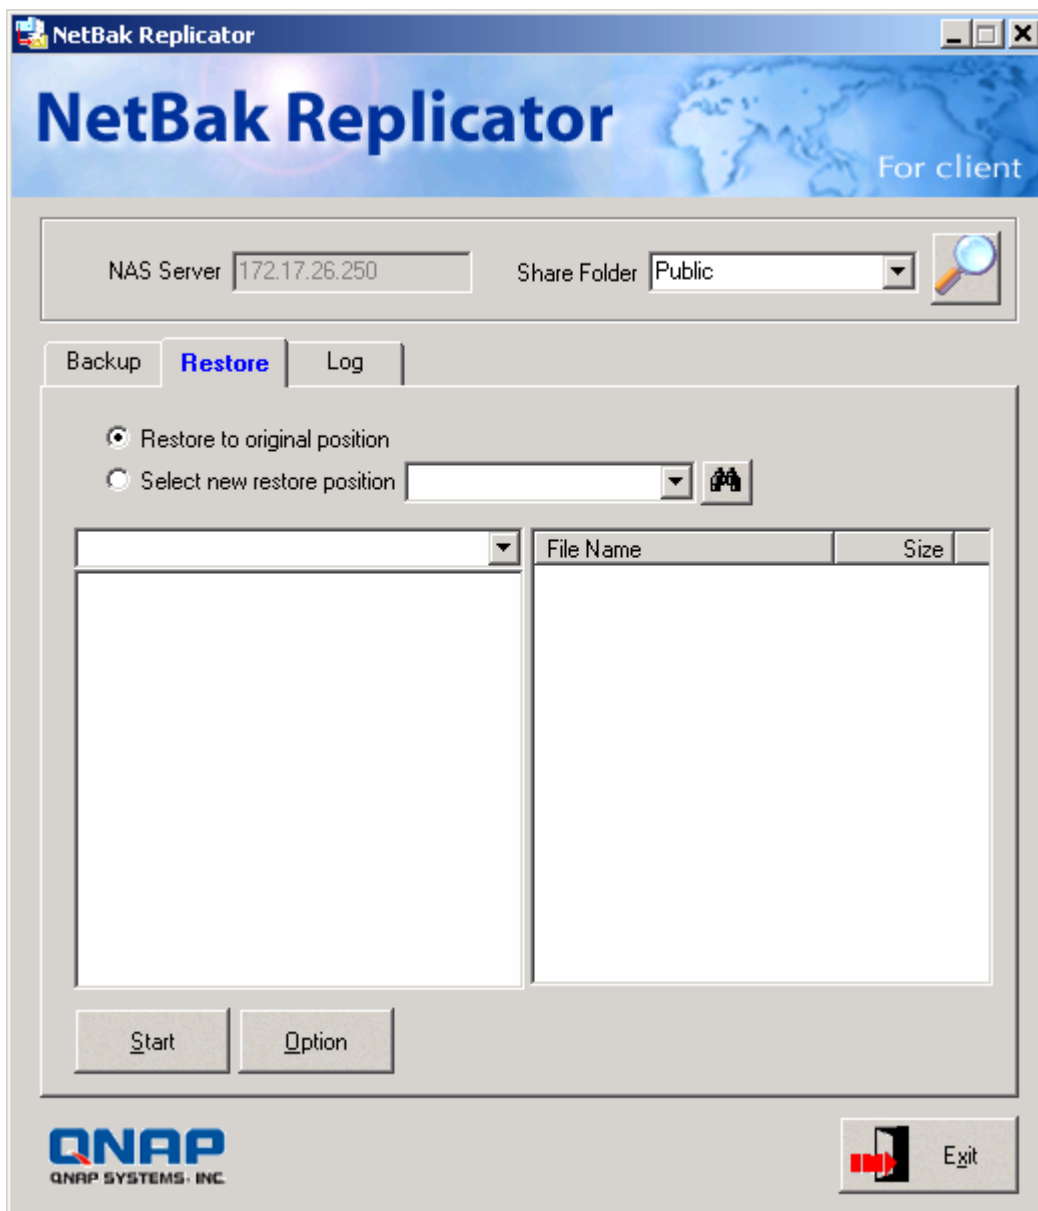 NetBak Replicator
NetBak Replicator
For client
NAS Server 172.17.26.250 Share Folder Public
Backup Restore Log
Restore to original position
Select new restore position
File Name Size
Start Option
QNAP
QNAP SYSTEMS, INC.
Exit